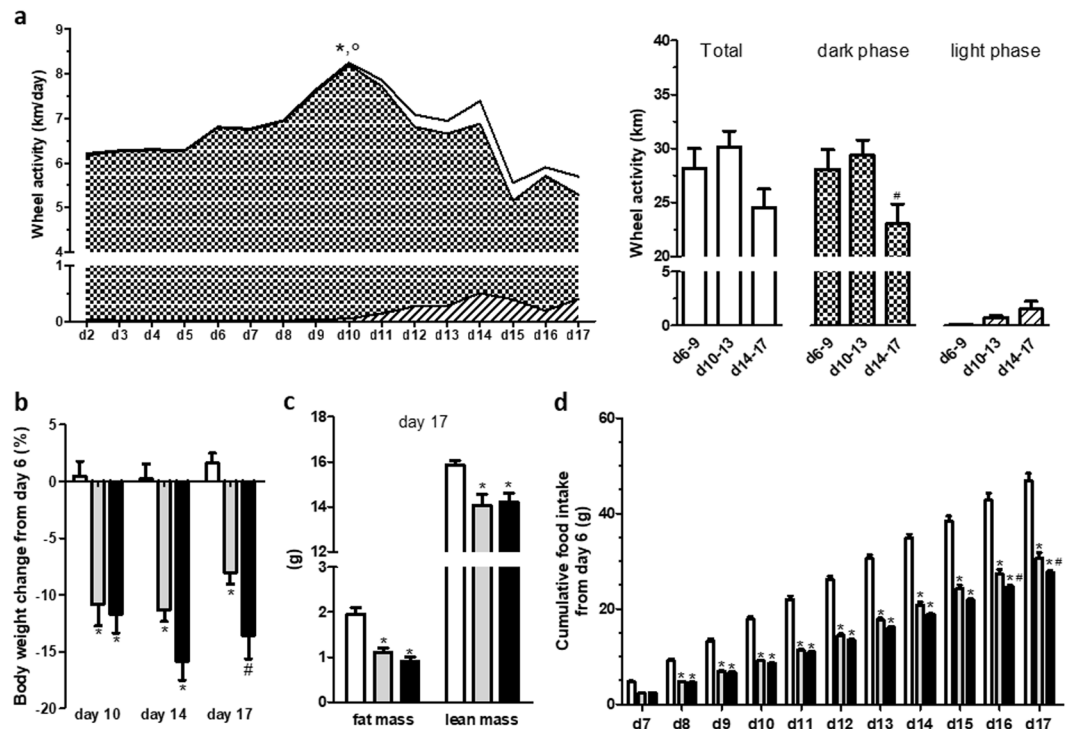 a
Wheel activity (km/day)
9
8
7
6
5
4
1
0
*,°
d2 d3 d4 d5 d6 d7 d8 d9 d10 d11 d12 d13 d14 d15 d16 d17
Wheel activity (km)
40
35
30
25
20
5
0
Total dark phase light phase
#
d6-9 d10-13 d14-17 d6-9 d10-13 d14-17 d6-9 d10-13 d14-17
b
Body weight change from day 6 (%)
5
0
-5
-10
-15
-20
* * * * * #
day 10 day 14 day 17
c
day 17
(g)
18
16
14
12
3
2
1
0
* * * *
fat mass lean mass
d
Cumulative food intake
from day 6 (g)
60
40
20
0
* * * * * * * * * * * * * * * * * * # * * #
d7 d8 d9 d10 d11 d12 d13 d14 d15 d16 d17